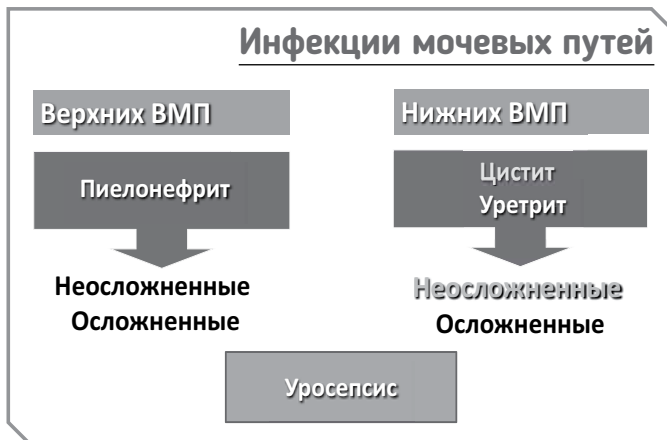 Инфекции мочевых путей
Верхних ВМП
Пиелонефрит
Неосложненные
Осложненные
Нижних ВМП
Цистит
Уретрит
Неосложненные
Осложненные
Уросепсис